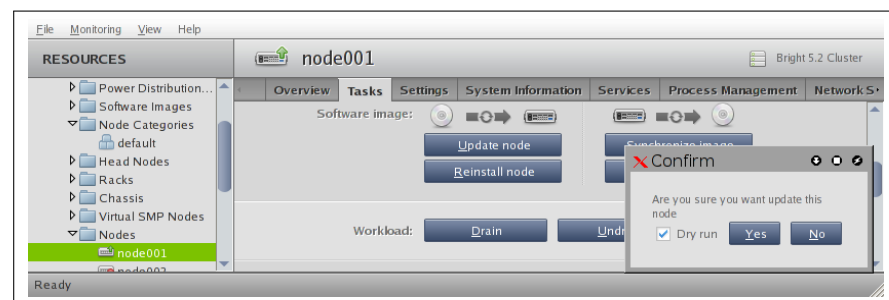 File Monitoring View Help
RESOURCES
node001
Bright 5.2 Cluster
Power Distribution...
Software Images
Node Categories
default
Head Nodes
Racks
Chassis
Virtual SMP Nodes
Nodes
node001
Overview Tasks Settings System Information Services Process Management Network S
Software image:
Update node
Reinstall node
Workload:
Drain
Confirm
Are you sure you want update this
node
Dry run Yes No
Ready